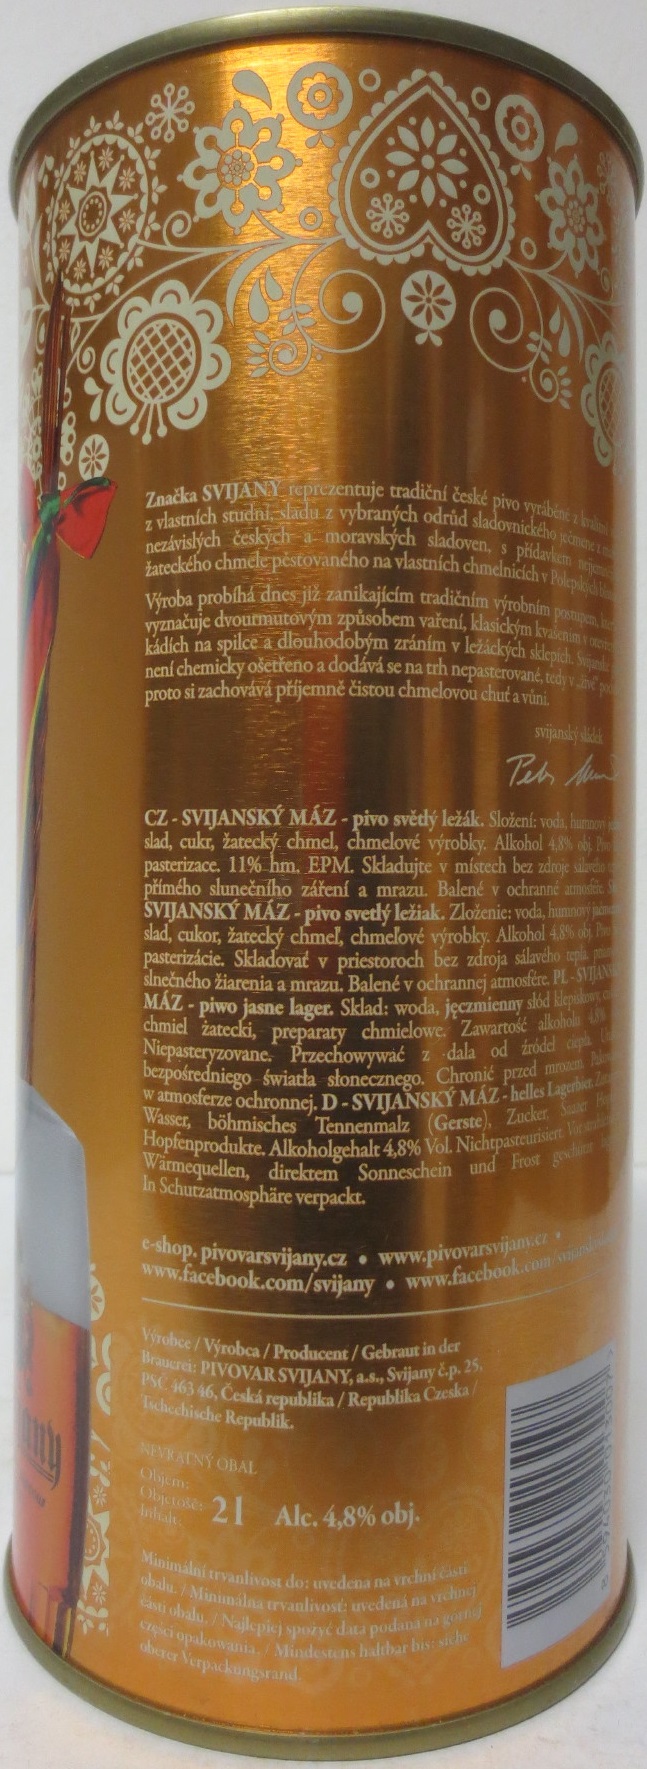 Značka SVIJANY reprezentuje tradiční české pivo vyráběné z
z vlastních studní, sladu z vybraných odrůd sladovnického ječmene z
nezávislých českých a moravských sladoven, s přídavkem
žateckého chmele pěstovaného na vlastních chmelnicích v Polepských
Výroba probíhá dnes již zanikajícím tradičním výrobním postupem,
vyznačuje dvourmutovým způsobem vaření, klasickým kvašením v
kádích na spilce a dlouhodobým zráním v ležáckých sklepích.
není chemicky ošetřeno a dodává se na trh nepasterované, tedy v „živé"
proto si zachovává příjemně čistou chmelovou chuť a vůni.
svijanský sládek
Petr
CZ - SVIJANSKÝ MÁZ - pivo světlý ležák. Složení: voda, humnový
slad, cukr, žatecký chmel, chmelové výrobky. Alkohol 4,8% obj.
pasterizace. 11% hm. EPM. Skladujte v místech bez zdroje sálavého
přímého slunečního záření a mrazu. Balené v ochranné atmosféře.
SVIJANSKÝ MÁZ - pivo svetlý ležiak. Zloženie: voda, humnový
slad, cukor, žatecký chmeľ, chmeľové výrobky. Alkohol 4,8% obj.
pasterizácie. Skladovať v priestoroch bez zdroja sálavého tepla,
slnečného žiarenia a mrazu. Balené v ochrannej atmosfére. PL - SVIJANSKÝ
MÁZ - piwo jasne lager. Skład: woda, jęczmienny słód klepiskowy,
chmiel żatecki, preparaty chmielowe. Zawartość alkoholu 4,8%
Niepasteryzowane. Przechowywać z dala od źródeł ciepła.
bezpośredniego światła słonecznego. Chronić przed mrozem.
w atmosferze ochronnej. D - SVIJANSKÝ MÁZ - helles Lagerbier.
Wasser, böhmisches Tennenmalz (Gerste), Zucker, Saazer
Hopfenprodukte. Alkoholgehalt 4,8% Vol. Nichtpasteurisiert. Vor
Wärmequellen, direktem Sonneschein und Frost geschützt
In Schutzatmosphäre verpackt.
e-shop. pivovarsvijany.cz • www.pivovarsvijany.cz •
www.facebook.com/svijany • www.facebook.com/
Výrobce / Výrobca / Producent / Gebraut in der
Brauerei: PIVOVAR SVIJANY, a.s., Svijany č.p. 25,
PSČ 463 46, Česká republika / Republika Czeska /
Tschechische Republik.
NEVRATNÝ OBAL
Objem:
Objętość:
Inhalt:
2 l Alc. 4,8% obj.
Minimální trvanlivost do: uvedena na vrchní části
obalu. / Minimálna trvanlivosť: uvedená na vrchnej
časti obalu. / Najlepiej spożyć data podana na górnej
części opakowania. / Mindestens haltbar bis: siehe
oberer Verpackungsrand.